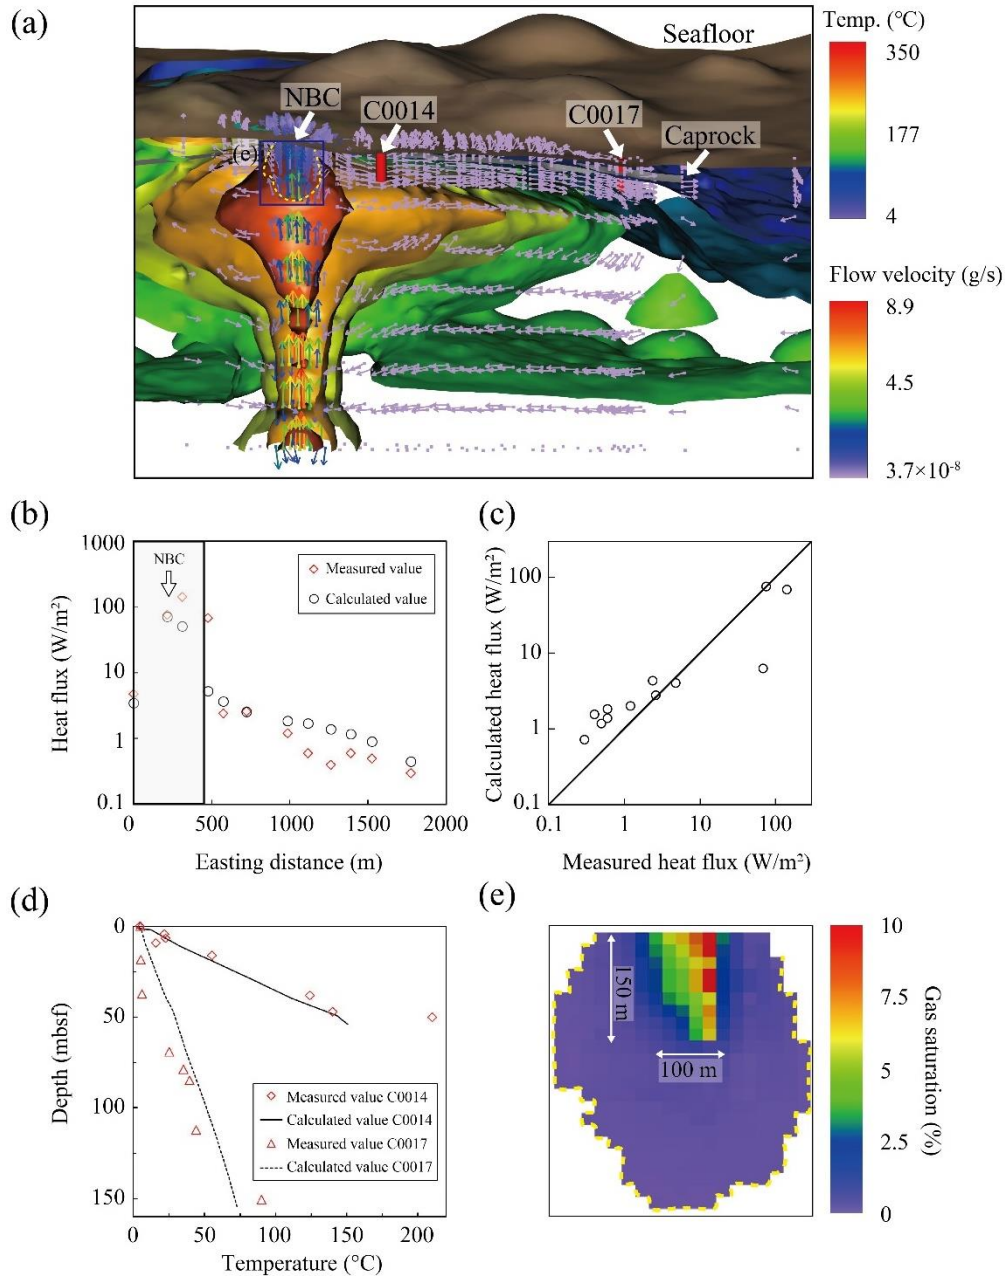 (a)
Seafloor
NBC
C0014
C0017
Caprock
(e)
Temp. (°C)
350
177
4
Flow velocity (g/s)
8.9
4.5
3.7×10⁻⁸
(b)
Heat flux (W/m²)
1000
100
10
1
0.1
NBC
Measured value
Calculated value
0
500
1000
1500
2000
Easting distance (m)
(c)
Calculated heat flux (W/m²)
100
10
1
0.1
0.1
1
10
100
Measured heat flux (W/m²)
(d)
Depth (mbsf)
0
50
100
150
Measured value C0014
Calculated value C0014
Measured value C0017
Calculated value C0017
0
50
100
150
200
Temperature (°C)
(e)
150 m
100 m
10
7.5
5
2.5
0
Gas saturation (%)